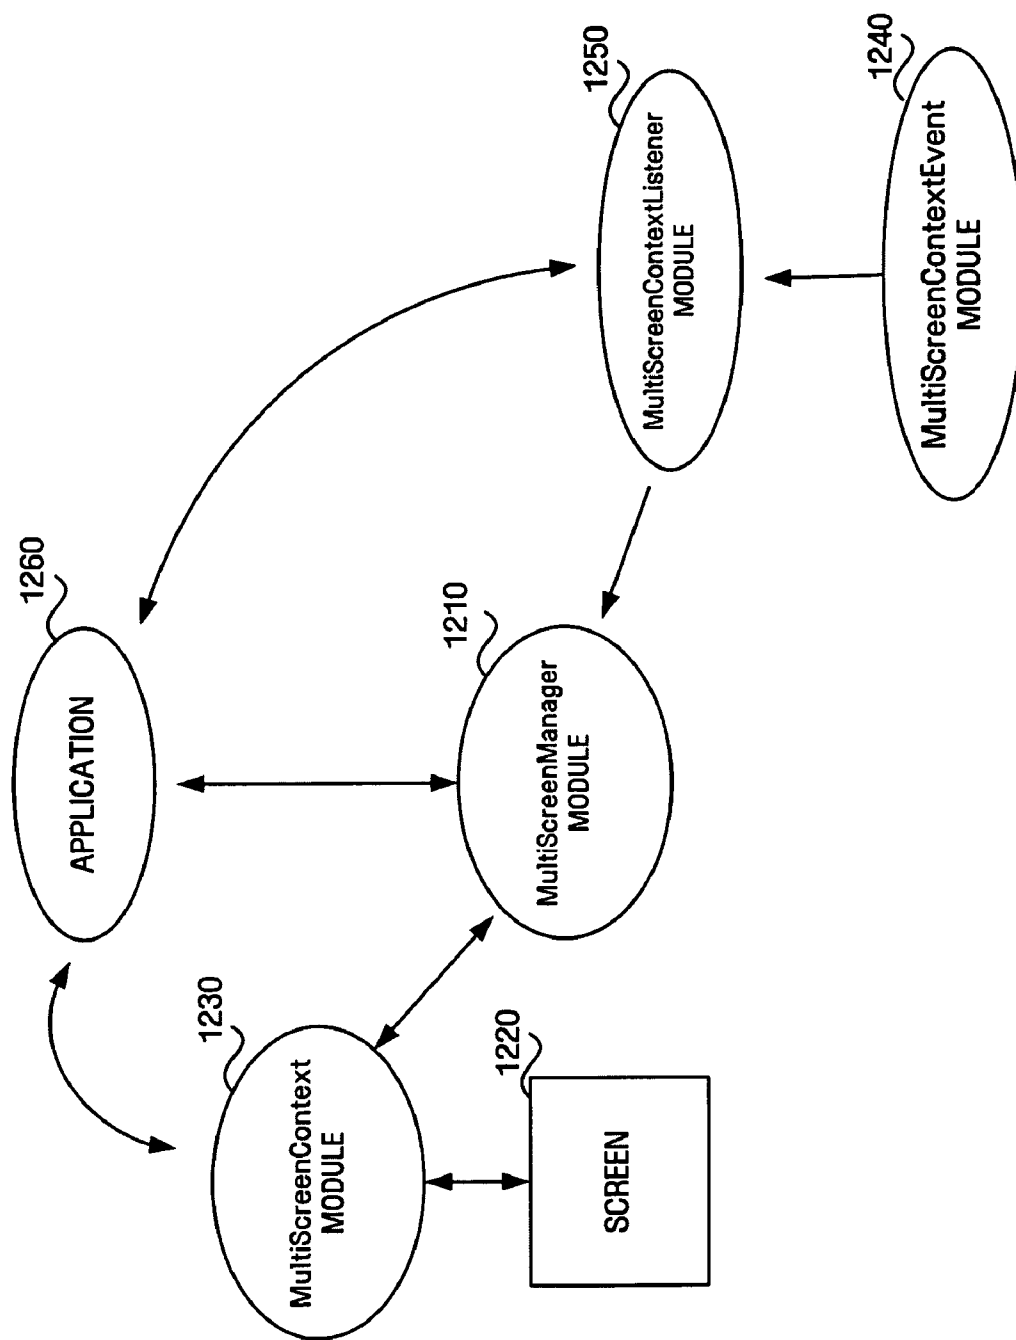 1260
APPLICATION
1230
MultiScreenContext
MODULE
1210
MultiScreenManager
MODULE
1250
MultiScreenContextListener
MODULE
1220
SCREEN
1240
MultiScreenContextEvent
MODULE